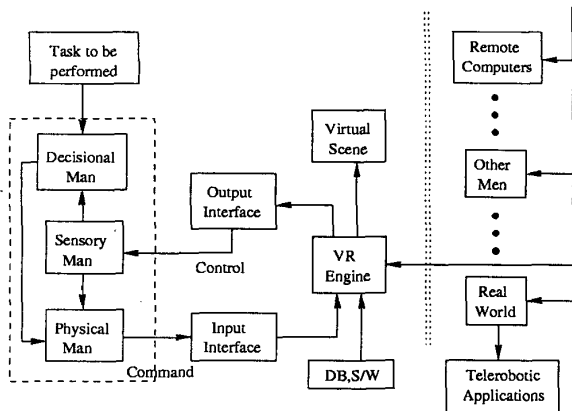 Task to be
performed
Decisional
Man
Sensory
Man
Physical
Man
Command
Control
Output
Interface
Input
Interface
Virtual
Scene
VR
Engine
DB,S/W
Remote
Computers
Other
Men
Real
World
Telerobotic
Applications